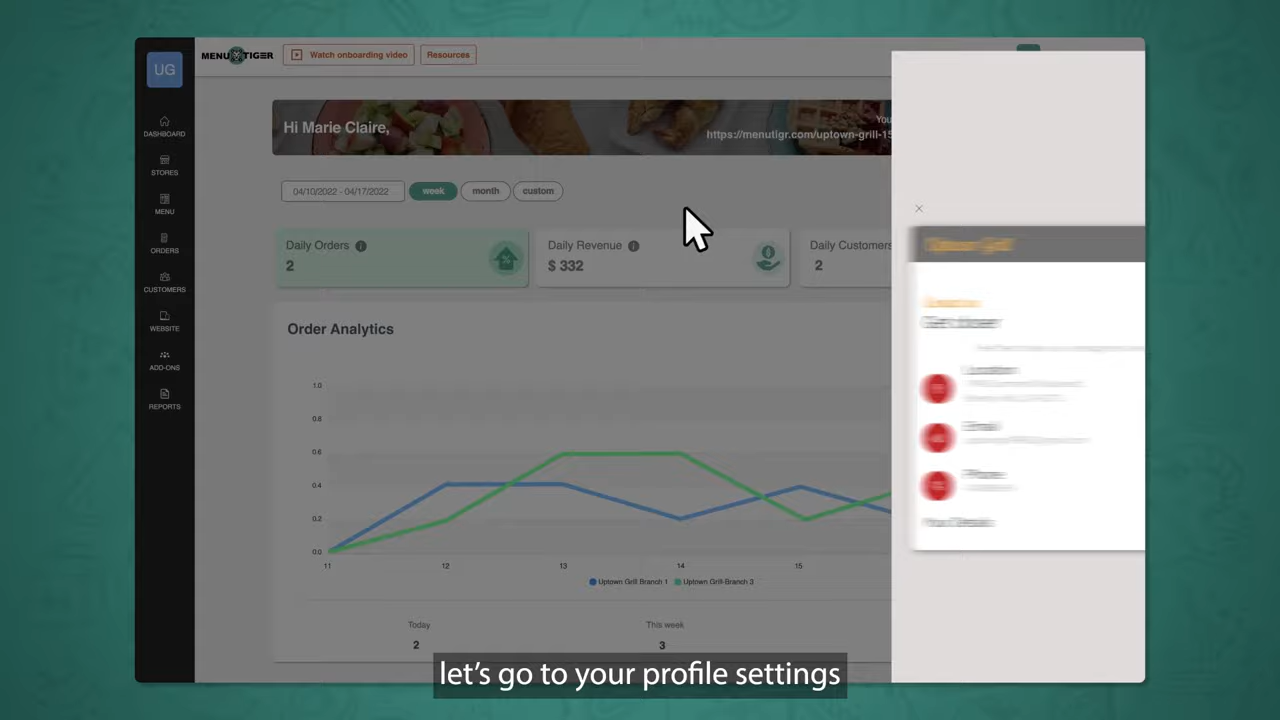 UG
MENU TIGER
Watch onboarding video
Resources
DASHBOARD
STORES
MENU
ORDERS
CUSTOMERS
WEBSITE
ADD-ONS
REPORTS
Hi Marie Claire,
You
https://menutigr.com/uptown-grill-15
04/10/2022 - 04/17/2022
week
month
custom
Daily Orders
2
Daily Revenue
$ 332
Daily Customers
2
Order Analytics
1.0
0.8
0.6
0.4
0.2
0.0
11 12 13 14 15
Uptown Grill Branch 1 Uptown Grill Branch 3
Today
2
This week
3
Uptown Grill
let's go to your profile settings